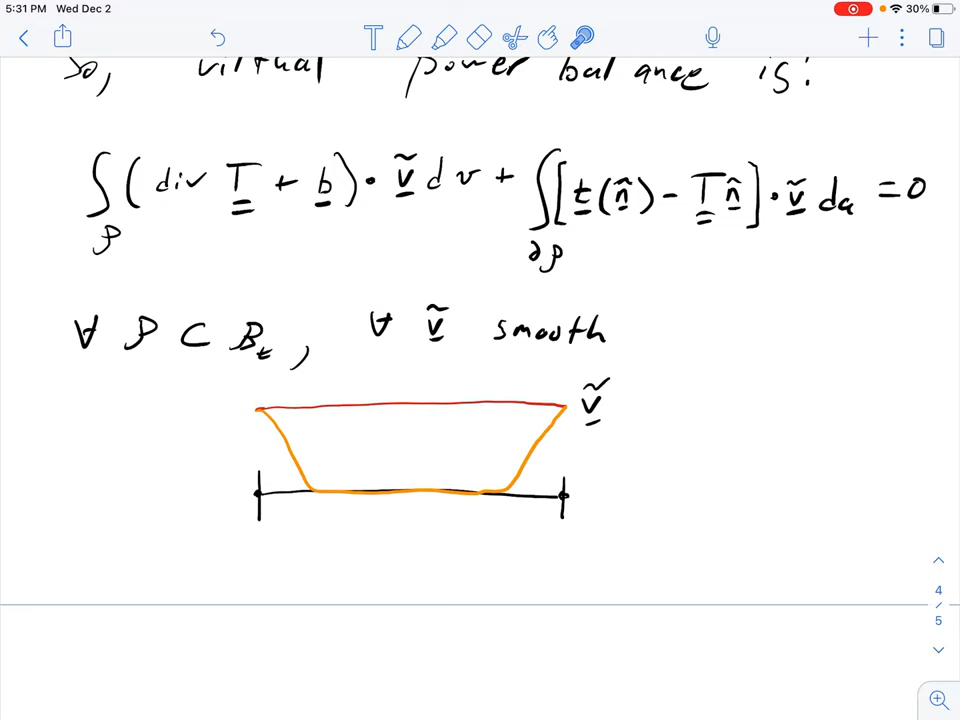 5:31 PM Wed Dec 2
30%
So, virtual power balance is:
∫_𝒫 (div T + b) · ṽ dv + ∫_∂𝒫 [t(n̂) − T n̂] · ṽ da = 0
∀ 𝒫 ⊂ ℬ_t, ∀ ṽ smooth
ṽ
4
/
5